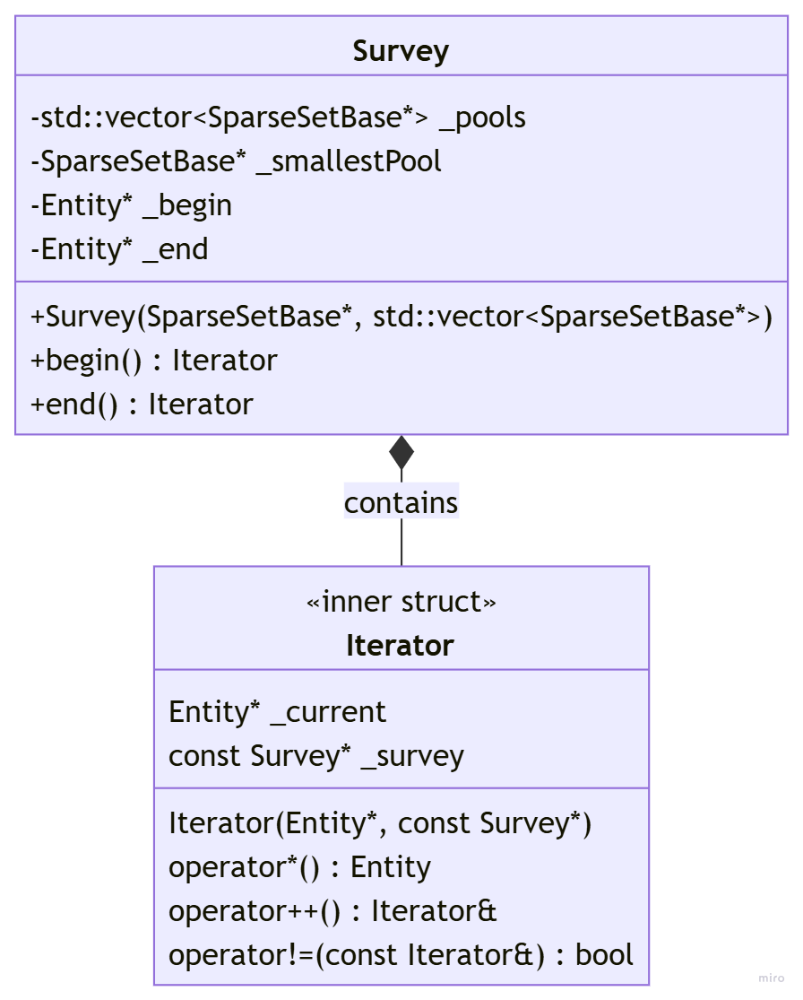 Survey
-std::vector<SparseSetBase*> _pools
-SparseSetBase* _smallestPool
-Entity* _begin
-Entity* _end
+Survey(SparseSetBase*, std::vector<SparseSetBase*>)
+begin() : Iterator
+end() : Iterator
contains
«inner struct»
Iterator
Entity* _current
const Survey* _survey
Iterator(Entity*, const Survey*)
operator*() : Entity
operator++() : Iterator&
operator!=(const Iterator&) : bool
miro